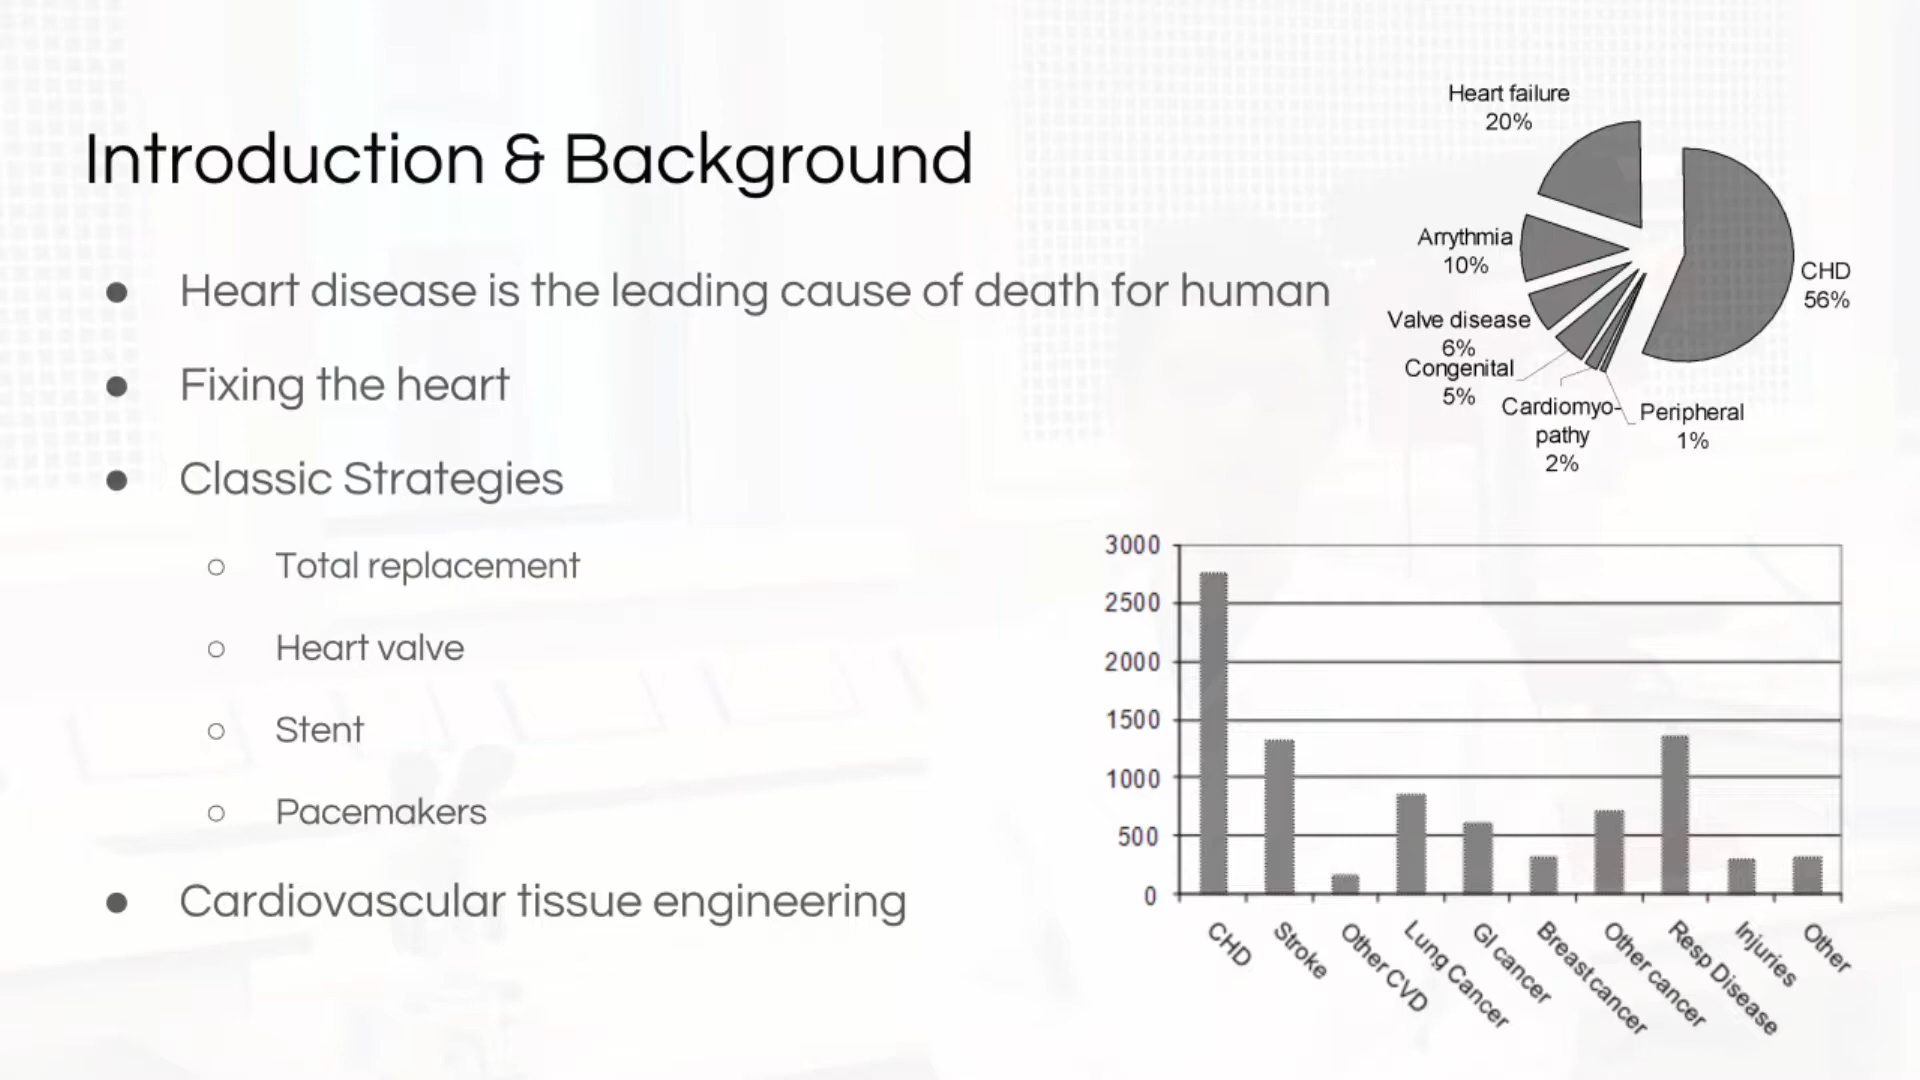 Introduction & Background
Heart disease is the leading cause of death for human
Fixing the heart
Classic Strategies
Total replacement
Heart valve
Stent
Pacemakers
Cardiovascular tissue engineering
Heart failure
20%
Arrythmia
10%
CHD
56%
Valve disease
6%
Congenital
5%
Cardiomyo-
pathy
2%
Peripheral
1%
3000
2500
2000
1500
1000
500
0
CHD
Stroke
Other CVD
Lung Cancer
GI cancer
Breast cancer
Other cancer
Resp Disease
Injuries
Other